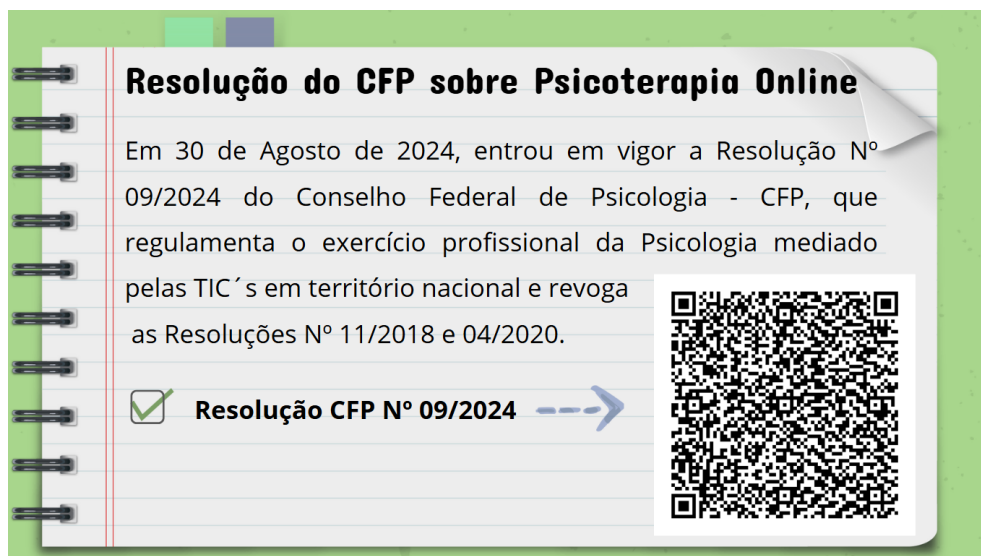 Resolução do CFP sobre Psicoterapia Online
Em 30 de Agosto de 2024, entrou em vigor a Resolução Nº
09/2024 do Conselho Federal de Psicologia - CFP, que
regulamenta o exercício profissional da Psicologia mediado
pelas TIC´s em território nacional e revoga
as Resoluções Nº 11/2018 e 04/2020.
Resolução CFP Nº 09/2024